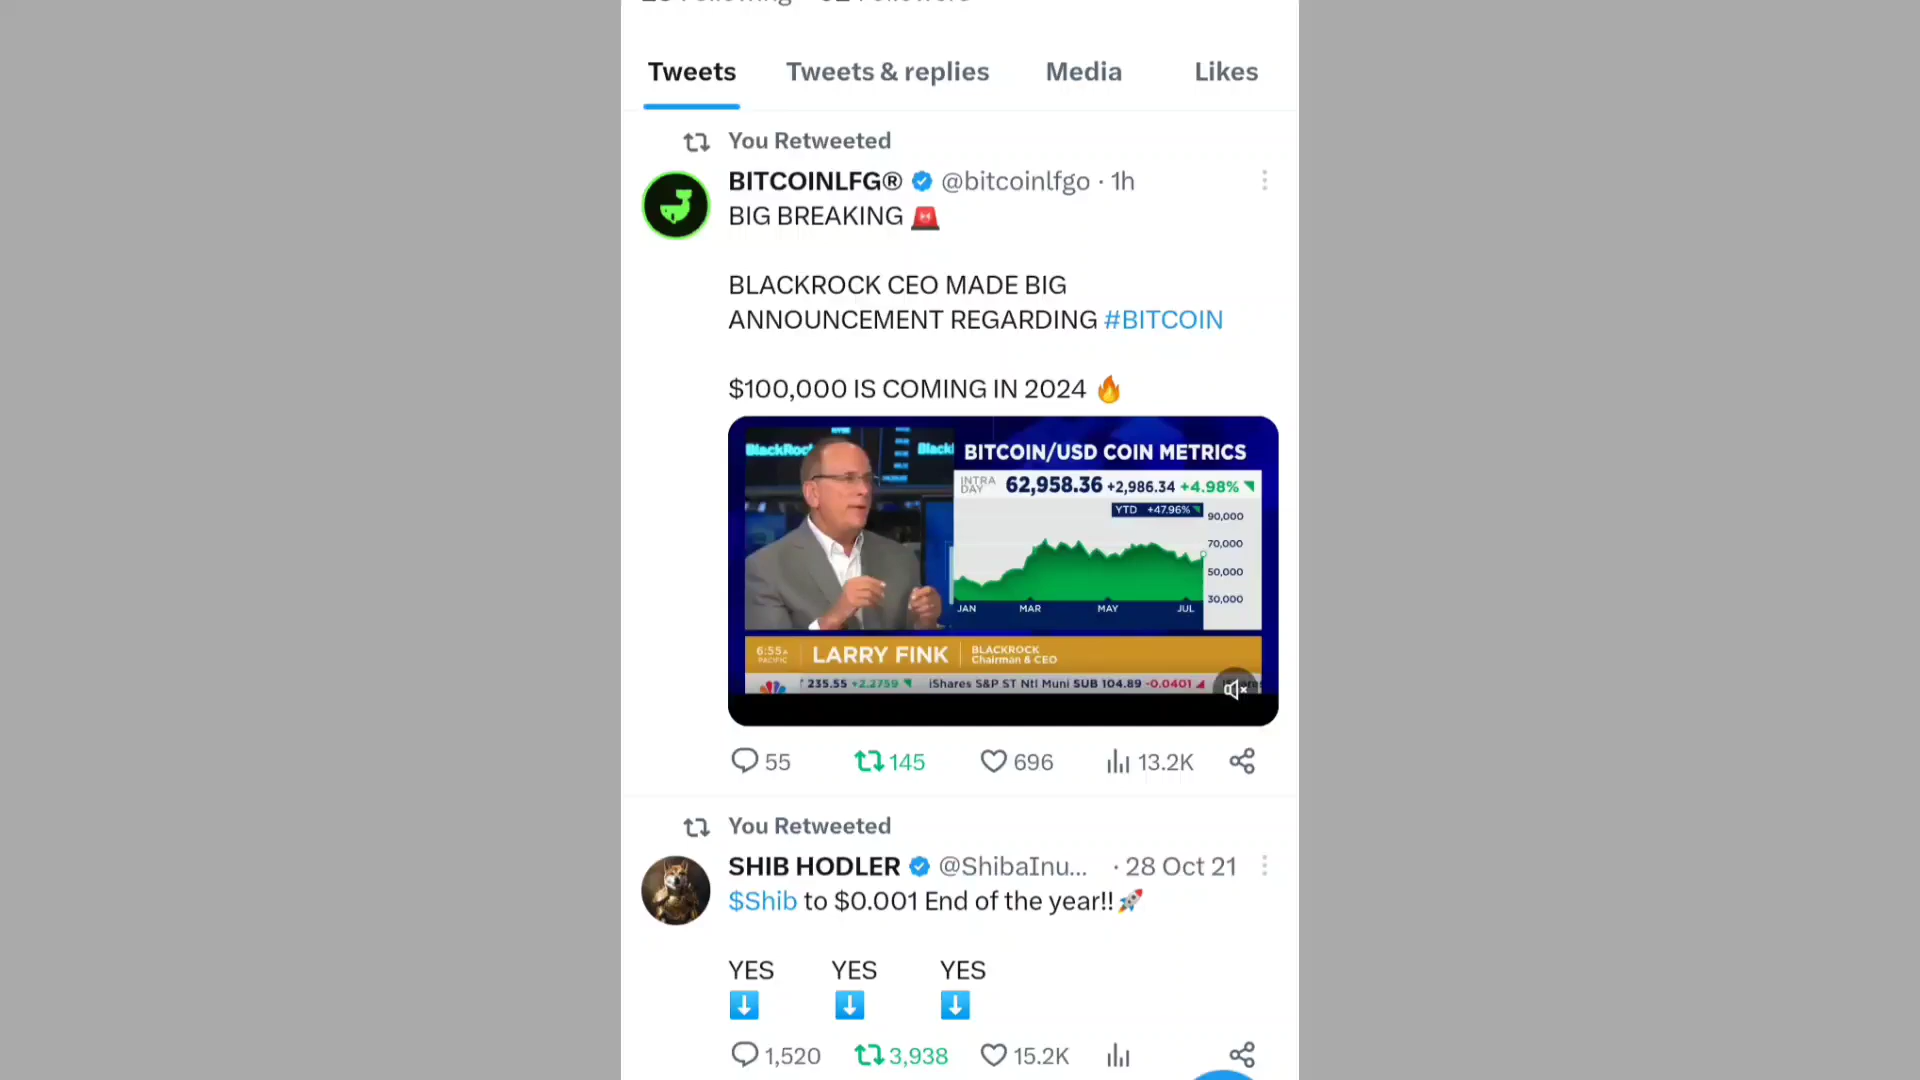 Tweets Tweets & replies Media Likes
You Retweeted
BITCOINLFG® @bitcoinlfgo · 1h
BIG BREAKING 🚨
BLACKROCK CEO MADE BIG
ANNOUNCEMENT REGARDING #BITCOIN
$100,000 IS COMING IN 2024 🔥
BlackRock
BITCOIN/USD COIN METRICS
INTRA DAY 62,958.36 +2,986.34 +4.98%
YTD +47.96%
90,000
70,000
50,000
30,000
JAN MAR MAY JUL
6:55A PACIFIC LARRY FINK BLACKROCK Chairman & CEO
235.55 +2.2759 iShares S&P ST Ntl Muni SUB 104.89 -0.0401
55 145 696 13.2K
You Retweeted
SHIB HODLER @ShibaInu... · 28 Oct 21
$Shib to $0.001 End of the year!! 🚀
YES YES YES
⬇️ ⬇️ ⬇️
1,520 3,938 15.2K